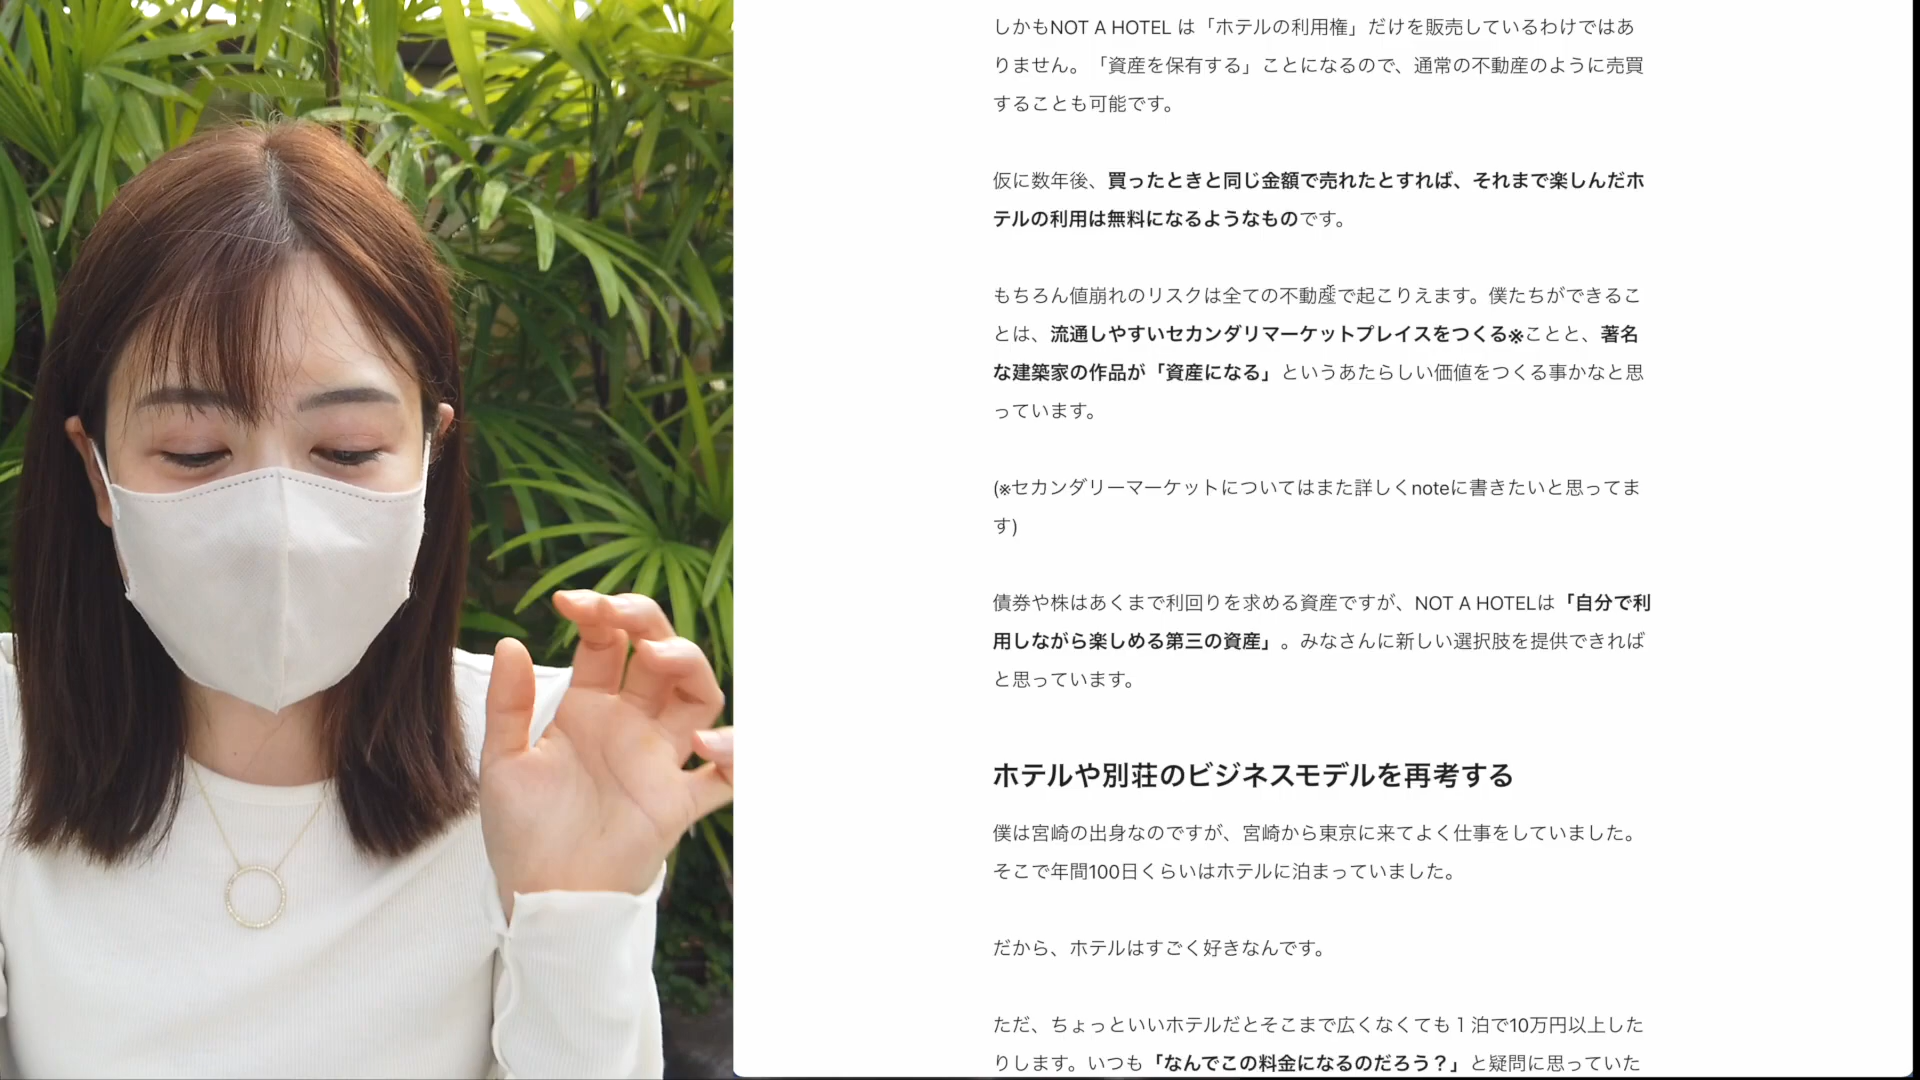 しかもNOT A HOTEL は「ホテルの利用権」だけを販売しているわけではあ
りません。「資産を保有する」ことになるので、通常の不動産のように売買
することも可能です。
仮に数年後、買ったときと同じ金額で売れたとすれば、それまで楽しんだホ
テルの利用は無料になるようなものです。
もちろん値崩れのリスクは全ての不動産で起こりえます。僕たちができるこ
とは、流通しやすいセカンダリマーケットプレイスをつくる※ことと、著名
な建築家の作品が「資産になる」というあたらしい価値をつくる事かなと思
っています。
(※セカンダリーマーケットについてはまた詳しくnoteに書きたいと思ってま
す)
債券や株はあくまで利回りを求める資産ですが、NOT A HOTELは「自分で利
用しながら楽しめる第三の資産」。みなさんに新しい選択肢を提供できれば
と思っています。
ホテルや別荘のビジネスモデルを再考する
僕は宮崎の出身なのですが、宮崎から東京に来てよく仕事をしていました。
そこで年間100日くらいはホテルに泊まっていました。
だから、ホテルはすごく好きなんです。
ただ、ちょっといいホテルだとそこまで広くなくても１泊で10万円以上した
りします。いつも「なんでこの料金になるのだろう？」と疑問に思っていた